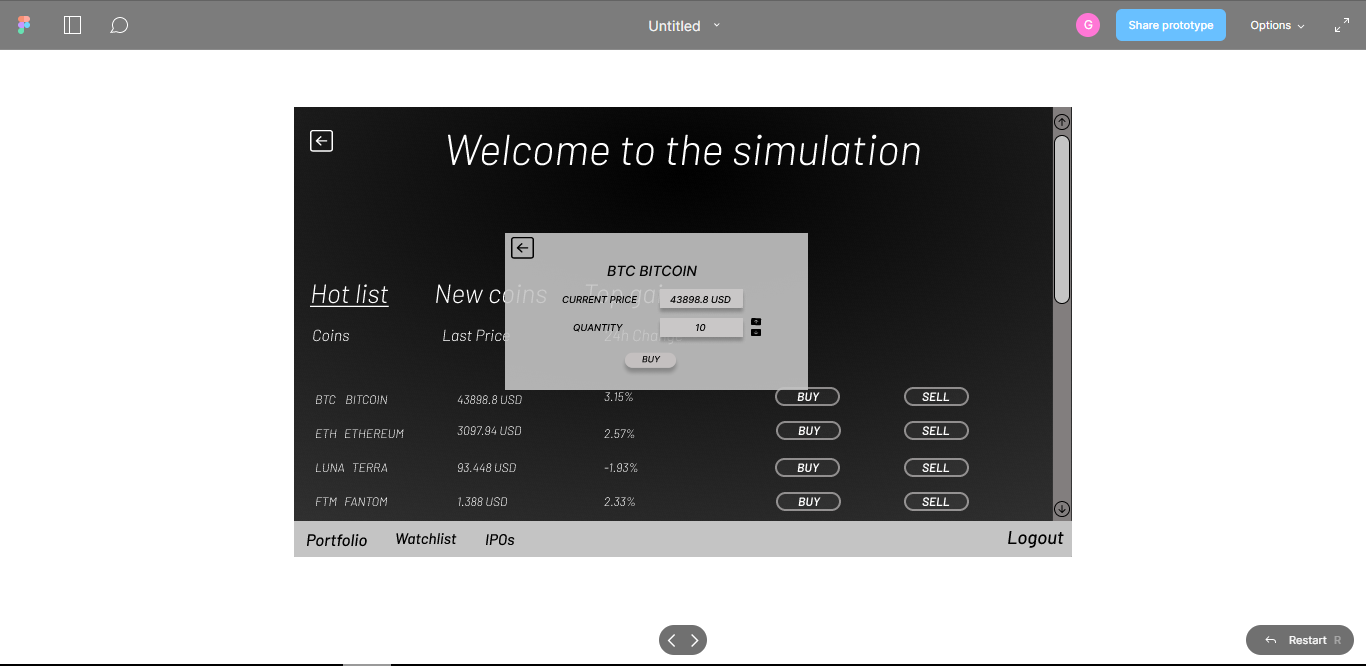 Untitled
G
Share prototype
Options
Welcome to the simulation
BTC BITCOIN
Hot list
New coins
Top gai
CURRENT PRICE
43898.8 USD
QUANTITY
10
Coins
Last Price
24h Change
BUY
BTC BITCOIN 43898.8 USD 3.15% BUY SELL
ETH ETHEREUM 3097.94 USD 2.57% BUY SELL
LUNA TERRA 93.448 USD -1.93% BUY SELL
FTM FANTOM 1.388 USD 2.33% BUY SELL
Portfolio Watchlist IPOs Logout
Restart R